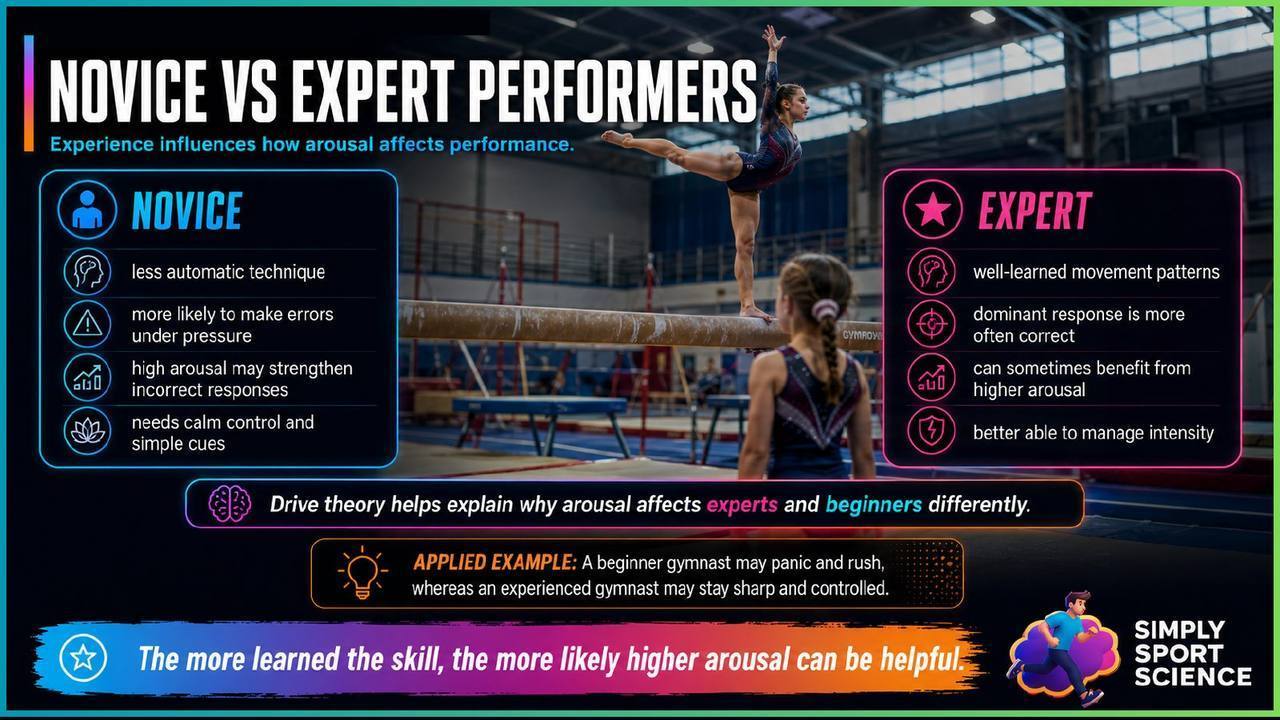 NOVICE VS EXPERT PERFORMERS
Experience influences how arousal affects performance.
NOVICE
less automatic technique
more likely to make errors
under pressure
high arousal may strengthen
incorrect responses
needs calm control and
simple cues
EXPERT
well-learned movement patterns
dominant response is more
often correct
can sometimes benefit from
higher arousal
better able to manage intensity
Drive theory helps explain why arousal affects experts and beginners differently.
APPLIED EXAMPLE: A beginner gymnast may panic and rush,
whereas an experienced gymnast may stay sharp and controlled.
The more learned the skill, the more likely higher arousal can be helpful.
SIMPLY
SPORT
SCIENCE